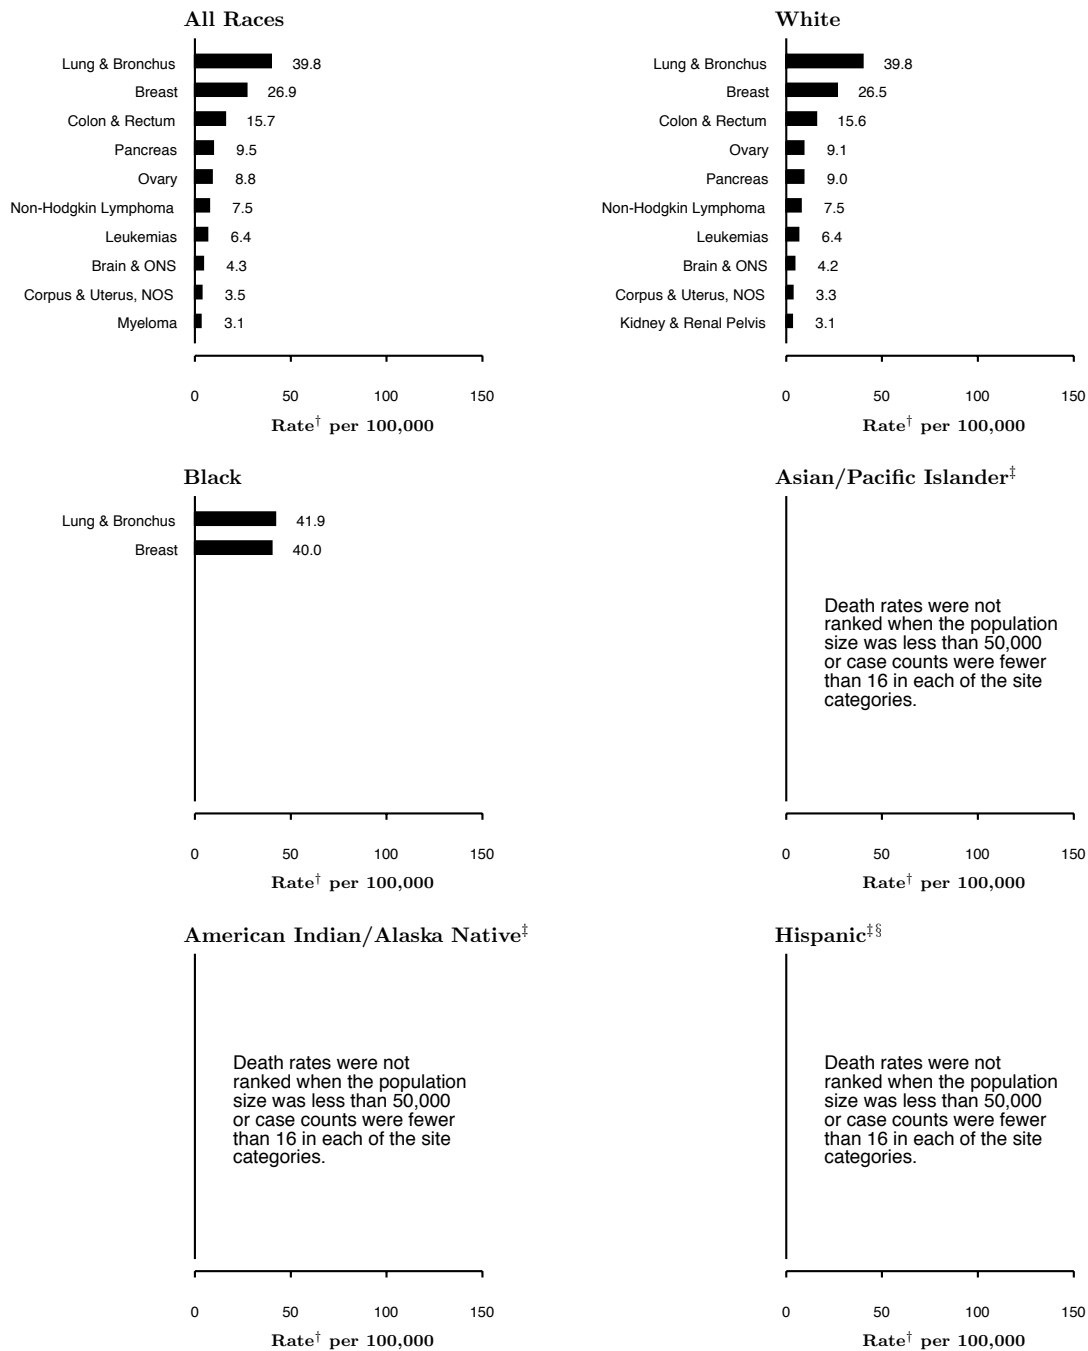 All Races
Lung & Bronchus 39.8
Breast 26.9
Colon & Rectum 15.7
Pancreas 9.5
Ovary 8.8
Non-Hodgkin Lymphoma 7.5
Leukemias 6.4
Brain & ONS 4.3
Corpus & Uterus, NOS 3.5
Myeloma 3.1
0 50 100 150
Rate† per 100,000
White
Lung & Bronchus 39.8
Breast 26.5
Colon & Rectum 15.6
Ovary 9.1
Pancreas 9.0
Non-Hodgkin Lymphoma 7.5
Leukemias 6.4
Brain & ONS 4.2
Corpus & Uterus, NOS 3.3
Kidney & Renal Pelvis 3.1
0 50 100 150
Rate† per 100,000
Black
Lung & Bronchus 41.9
Breast 40.0
0 50 100 150
Rate† per 100,000
Asian/Pacific Islander‡
Death rates were not
ranked when the population
size was less than 50,000
or case counts were fewer
than 16 in each of the site
categories.
0 50 100 150
Rate† per 100,000
American Indian/Alaska Native‡
Death rates were not
ranked when the population
size was less than 50,000
or case counts were fewer
than 16 in each of the site
categories.
0 50 100 150
Rate† per 100,000
Hispanic‡§
Death rates were not
ranked when the population
size was less than 50,000
or case counts were fewer
than 16 in each of the site
categories.
0 50 100 150
Rate† per 100,000